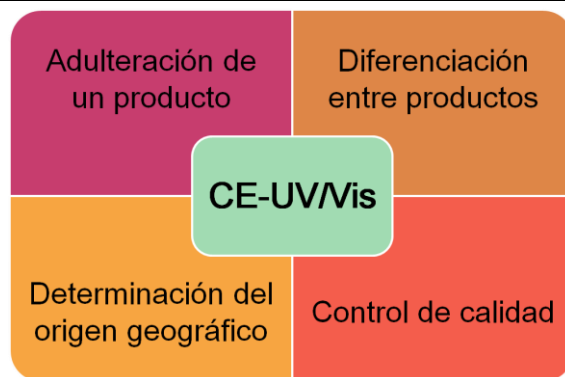 Adulteración de
un producto
Diferenciación
entre productos
CE-UV/Vis
Determinación del
origen geográfico
Control de calidad